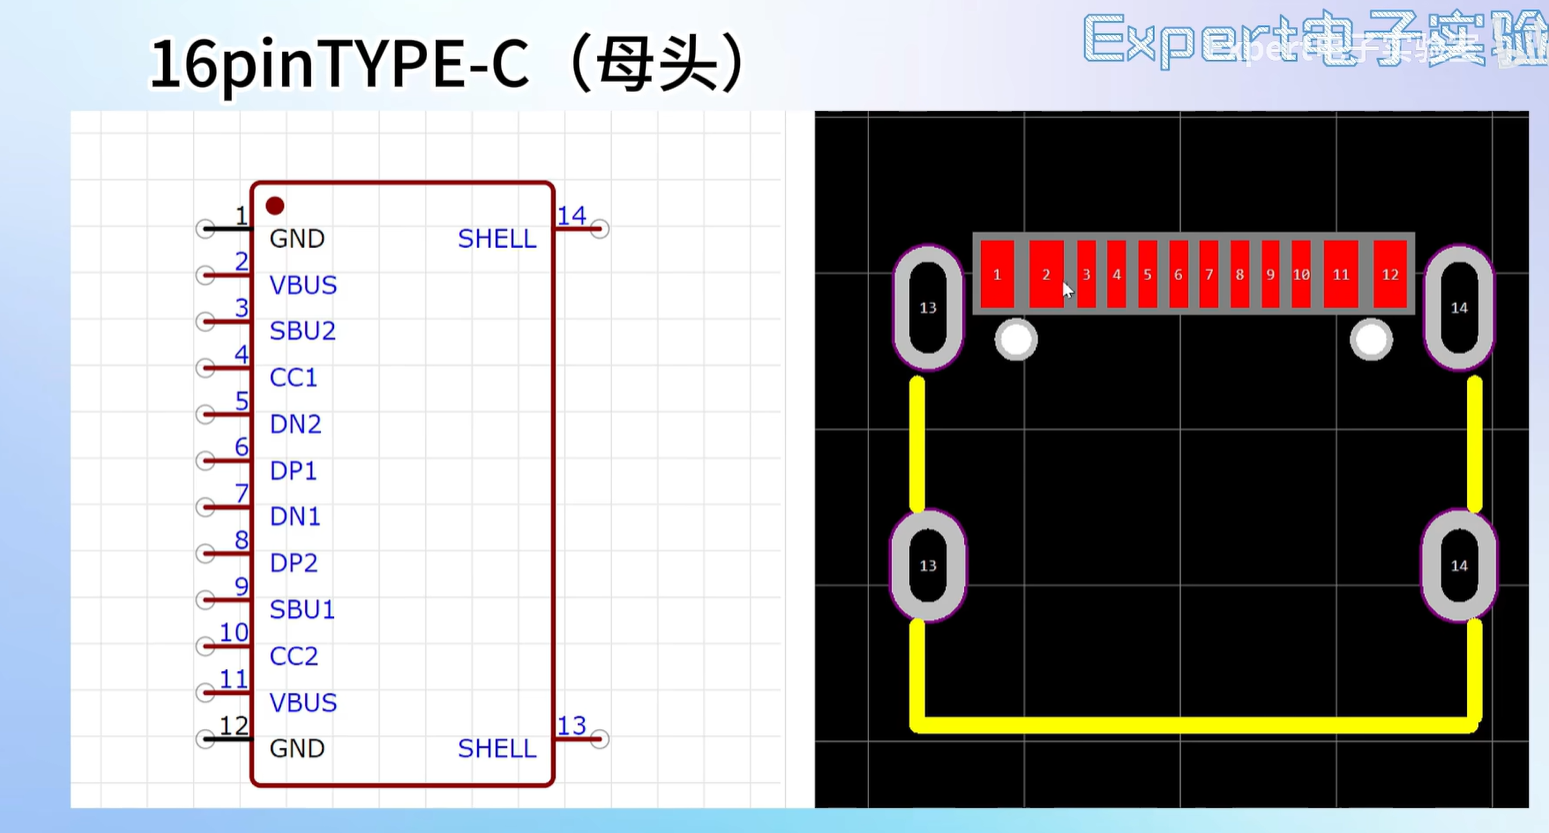 16pinTYPE-C（母头）
Expert电子实验
1
GND
SHELL
14
2
VBUS
3
SBU2
4
CC1
5
DN2
6
DP1
7
DN1
8
DP2
9
SBU1
10
CC2
11
VBUS
12
GND
SHELL
13
1 2 3 4 5 6 7 8 9 10 11 12
13
14
13
14